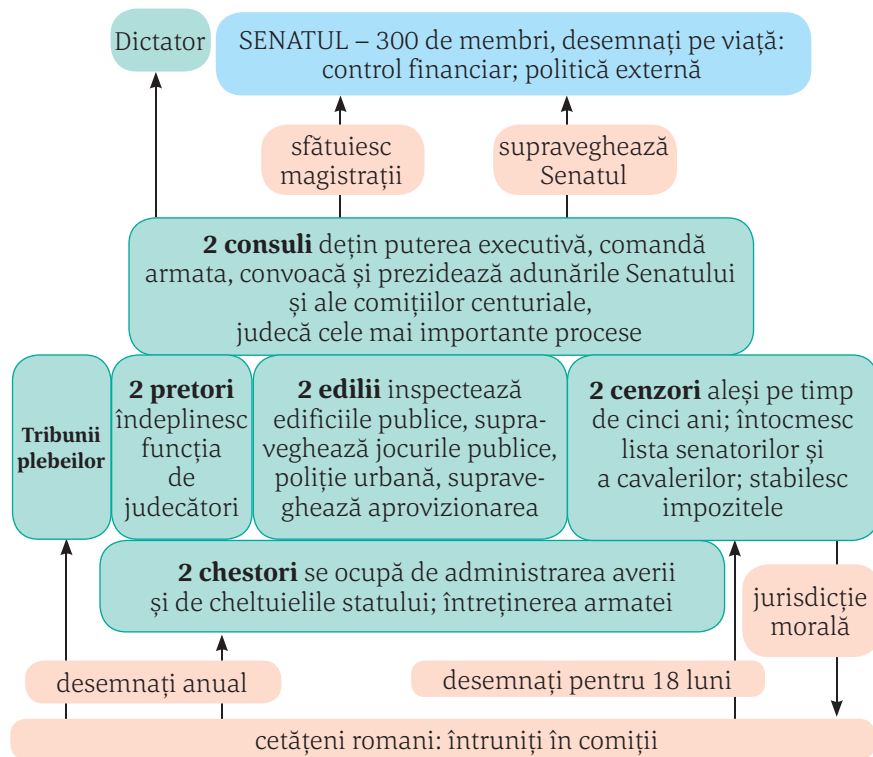 Dictator
SENATUL – 300 de membri, desemnați pe viață:
control financiar; politică externă
sfătuiesc
magistrații
supraveghează
Senatul
2 consuli dețin puterea executivă, comandă
armata, convoacă și prezidează adunările Senatului
și ale comițiilor centuriale,
judecă cele mai importante procese
Tribunii
plebeilor
2 pretori
îndeplinesc
funcția
de
judecători
2 edilii inspectează
edificiile publice, supra-
veghează jocurile publice,
poliție urbană, suprave-
ghează aprovizionarea
2 cenzori aleși pe timp
de cinci ani; întocmesc
lista senatorilor și
a cavalerilor; stabilesc
impozitele
2 chestori se ocupă de administrarea averii
și de cheltuielile statului; întreținerea armatei
jurisdicție
morală
desemnați anual
desemnați pentru 18 luni
cetățeni romani: întruniți în comiții